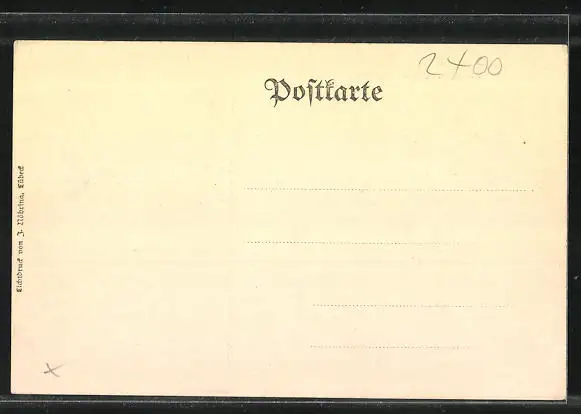 2400
Postkarte
Lichtdruck von J. Nöhring, Lübeck
x